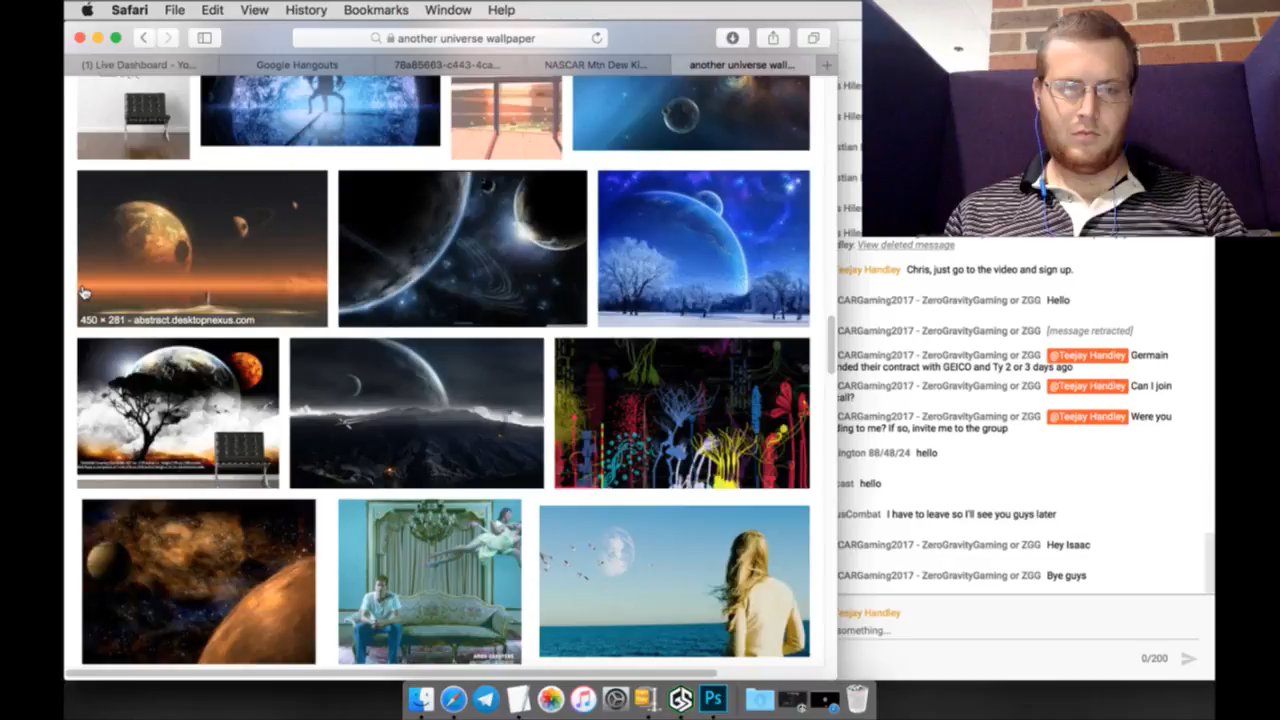 Safari File Edit View History Bookmarks Window Help
another universe wallpaper
(1) Live Dashboard - Yo... Google Hangouts 78a85663-c443-4ca... NASCAR Mtn Dew Ki... another universe wall...
450 × 281 - abstract.desktopnexus.com
s Hiles
stian
s Hiles
dley: View deleted message
Teejay Handley Chris, just go to the video and sign up.
CARGaming2017 - ZeroGravityGaming or ZGG Hello
CARGaming2017 - ZeroGravityGaming or ZGG [message retracted]
CARGaming2017 - ZeroGravityGaming or ZGG @Teejay Handley Germain
nded their contract with GEICO and Ty 2 or 3 days ago
CARGaming2017 - ZeroGravityGaming or ZGG @Teejay Handley Can I join
call?
CARGaming2017 - ZeroGravityGaming or ZGG @Teejay Handley Were you
ding to me? If so, invite me to the group
ington 88/48/24 hello
cast hello
usCombat I have to leave so I'll see you guys later
CARGaming2017 - ZeroGravityGaming or ZGG Hey Isaac
CARGaming2017 - ZeroGravityGaming or ZGG Bye guys
eejay Handley
something...
0/200
Ps